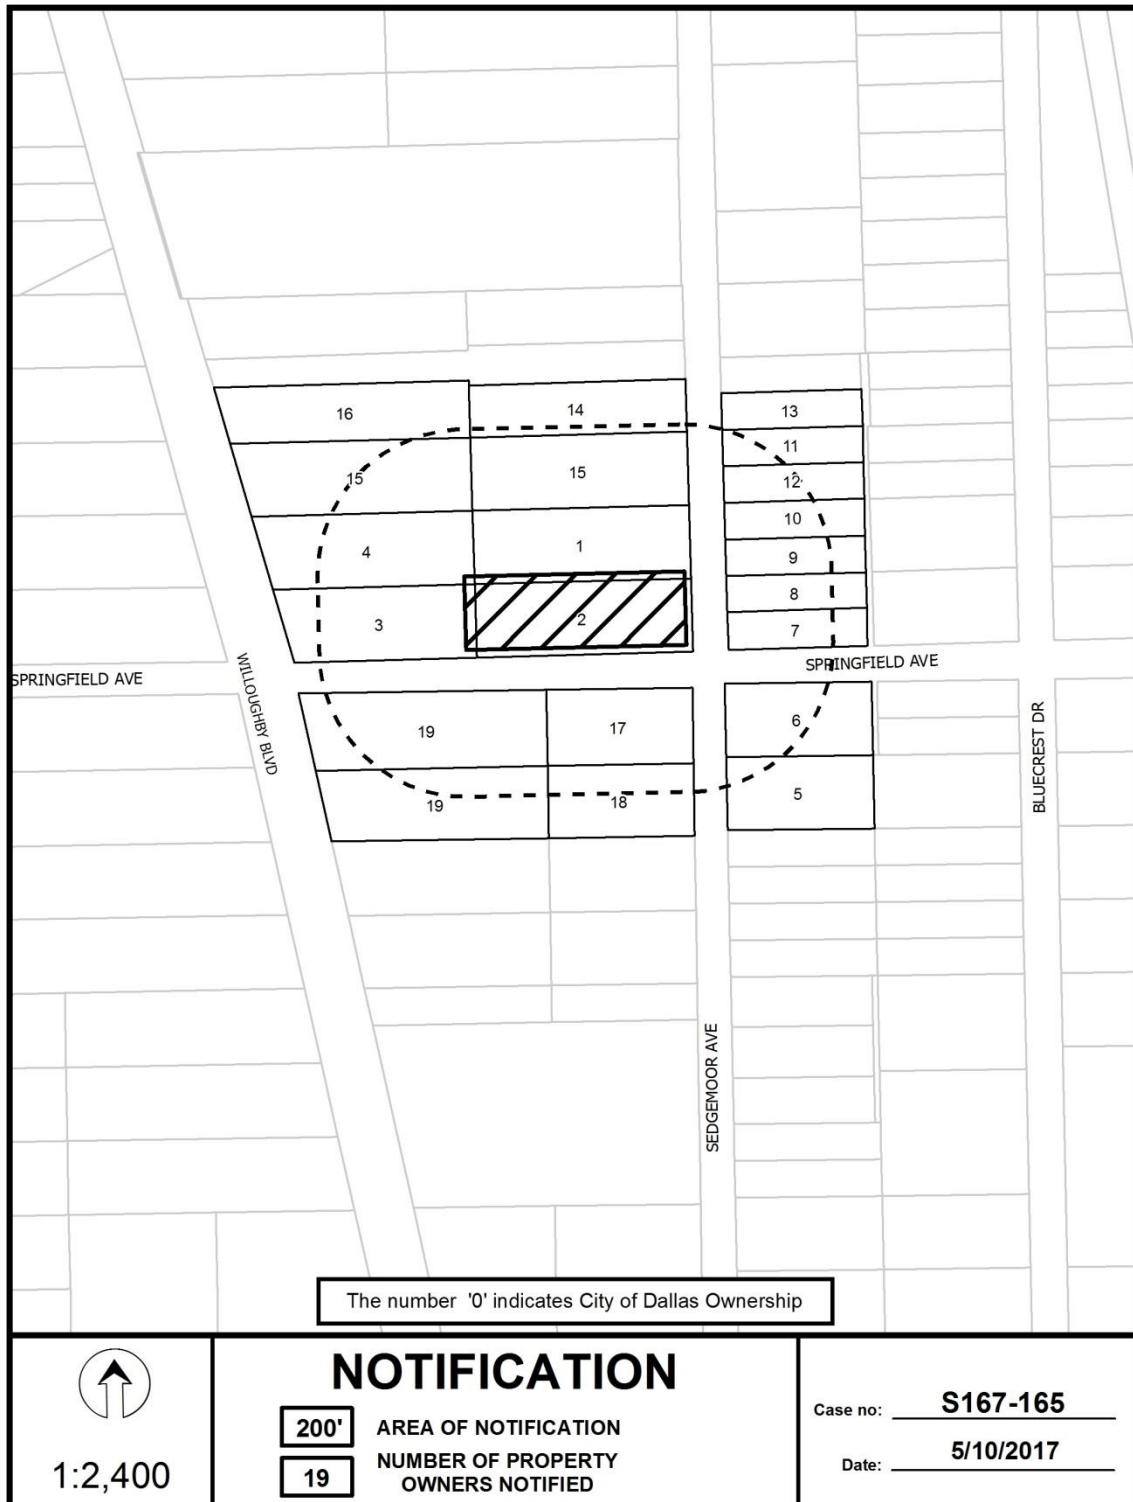 16
14
13
11
15
15
12
10
1
4
9
8
2
3
7
SPRINGFIELD AVE
SPRINGFIELD AVE
WILLOUGHBY BLVD
6
17
19
BLUECREST DR
5
18
19
SEDGEMOOR AVE
The number '0' indicates City of Dallas Ownership
1:2,400
NOTIFICATION
200' AREA OF NOTIFICATION
19 NUMBER OF PROPERTY
OWNERS NOTIFIED
Case no: S167-165
Date: 5/10/2017